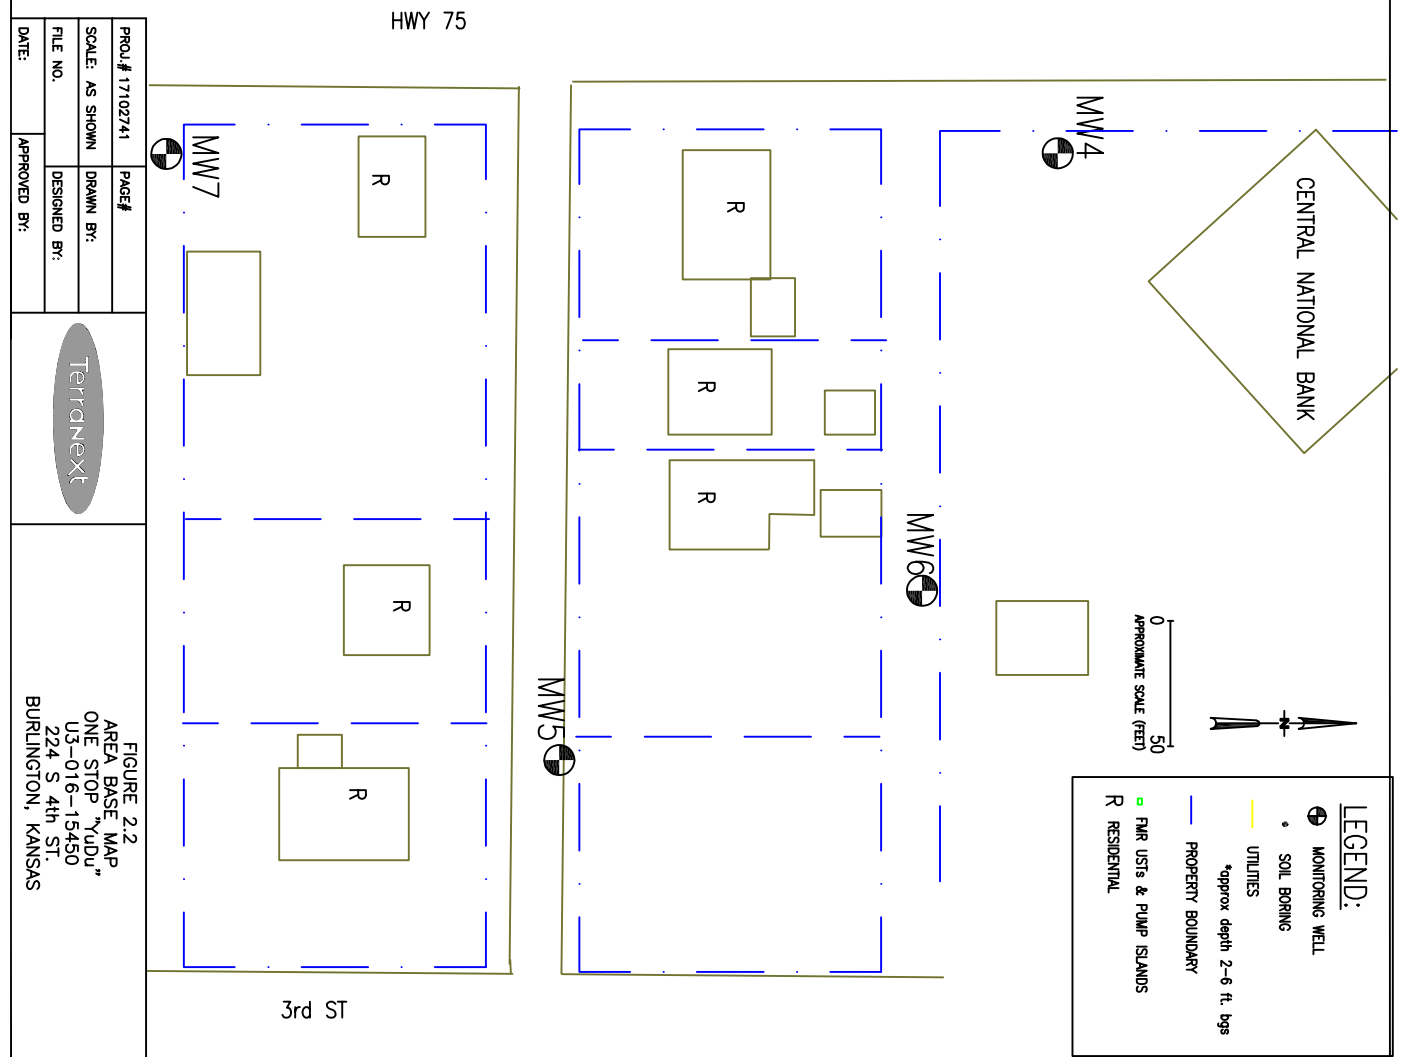 HWY 75
MW7
R
R
R
R
R
R
MW4
CENTRAL NATIONAL BANK
MW6
MW5
3rd ST
0 50
APPROXIMATE SCALE (FEET)
N
LEGEND:
MONITORING WELL
SOIL BORING
UTILITIES
*approx depth 2-6 ft. bgs
PROPERTY BOUNDARY
FMR USTs & PUMP ISLANDS
R RESIDENTIAL
PROJ.# 17102741 PAGE#
SCALE: AS SHOWN DRAWN BY:
FILE NO. DESIGNED BY:
DATE: APPROVED BY:
Terranext
FIGURE 2.2
AREA BASE MAP
ONE STOP "YuDu"
U3-016-15450
224 S 4th ST.
BURLINGTON, KANSAS